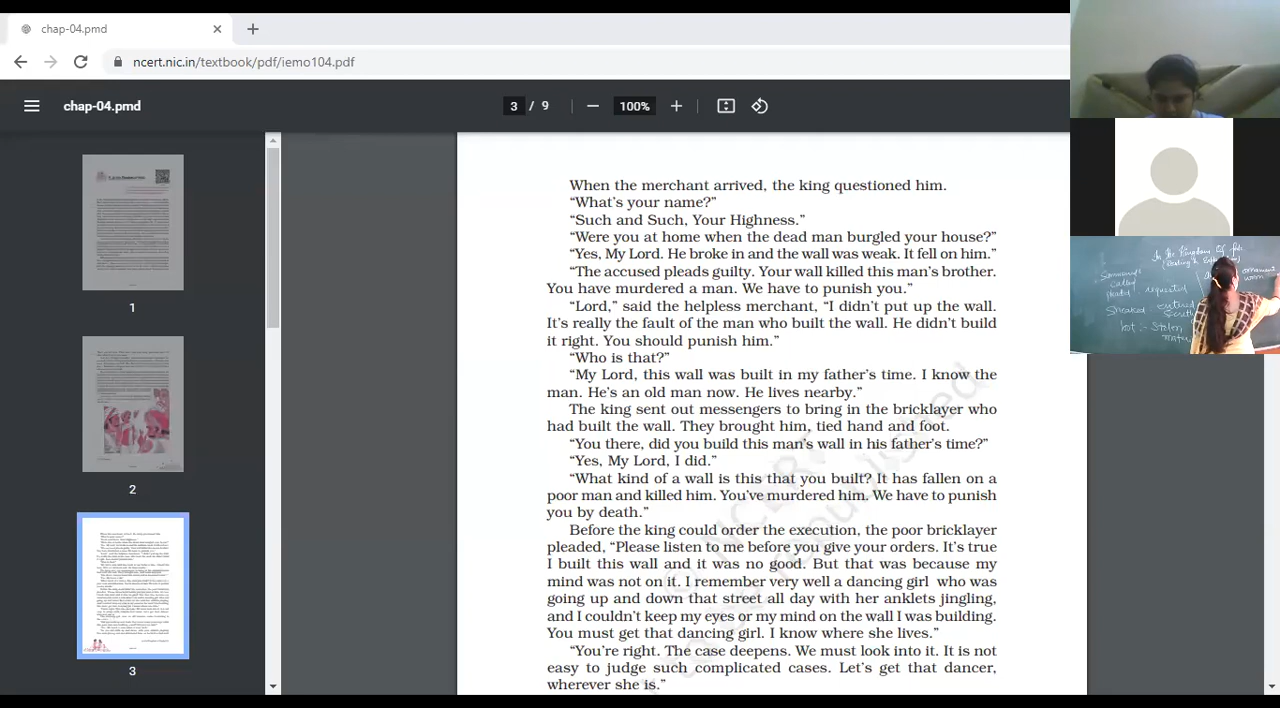 chap-04.pmd
ncert.nic.in/textbook/pdf/iemo104.pdf
chap-04.pmd
3 / 9
100%
1
2
3
When the merchant arrived, the king questioned him.
“What's your name?”
“Such and Such, Your Highness.”
“Were you at home when the dead man burgled your house?”
“Yes, My Lord. He broke in and the wall was weak. It fell on him.”
“The accused pleads guilty. Your wall killed this man's brother.
You have murdered a man. We have to punish you.”
“Lord,” said the helpless merchant, “I didn't put up the wall.
It's really the fault of the man who built the wall. He didn't build
it right. You should punish him.”
“Who is that?”
“My Lord, this wall was built in my father's time. I know the
man. He's an old man now. He lives nearby.”
The king sent out messengers to bring in the bricklayer who
had built the wall. They brought him, tied hand and foot.
“You there, did you build this man's wall in his father's time?”
“Yes, My Lord, I did.”
“What kind of a wall is this that you built? It has fallen on a
poor man and killed him. You've murdered him. We have to punish
you by death.”
Before the king could order the execution, the poor bricklayer
pleaded, “Please listen to me before you give your orders. It's true
I built this wall and it was no good. But that was because my
mind was not on it. I remember very well a dancing girl who was
going up and down that street all day with her anklets jingling,
and I couldn't keep my eyes or my mind on the wall I was building.
You must get that dancing girl. I know where she lives.”
“You're right. The case deepens. We must look into it. It is not
easy to judge such complicated cases. Let's get that dancer,
wherever she is.”
In the Kingdom Of
Summon
called
pleaded requested
Sneaked : entered
loot :- Stolen